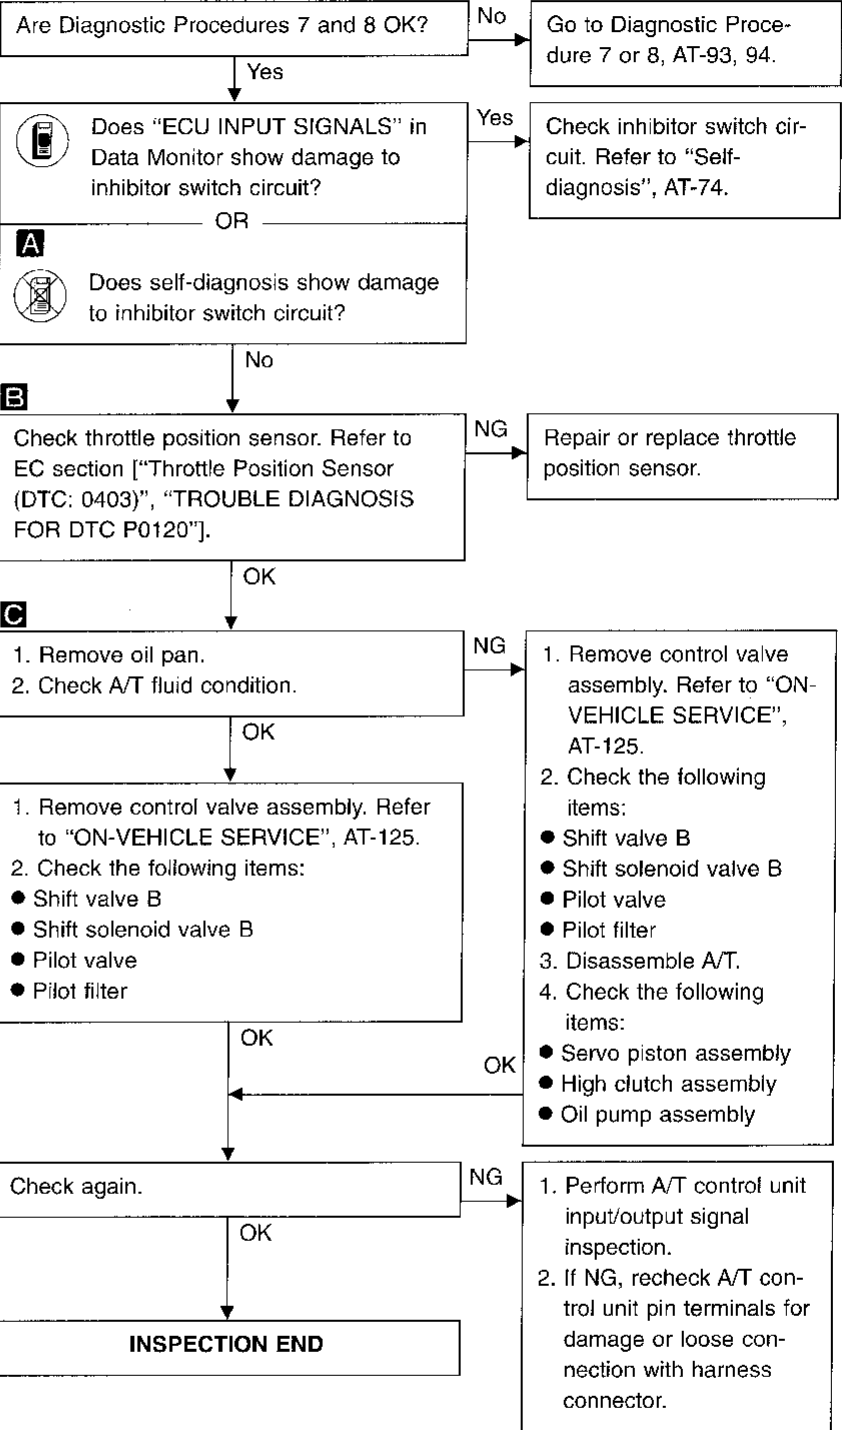 Are Diagnostic Procedures 7 and 8 OK?
No
Go to Diagnostic Proce-
dure 7 or 8, AT-93, 94.
Yes
Does “ECU INPUT SIGNALS” in
Data Monitor show damage to
inhibitor switch circuit?
Yes
Check inhibitor switch cir-
cuit. Refer to “Self-
diagnosis”, AT-74.
OR
A
Does self-diagnosis show damage
to inhibitor switch circuit?
No
B
Check throttle position sensor. Refer to
EC section [“Throttle Position Sensor
(DTC: 0403)”, “TROUBLE DIAGNOSIS
FOR DTC P0120”].
NG
Repair or replace throttle
position sensor.
OK
C
1. Remove oil pan.
2. Check A/T fluid condition.
NG
1. Remove control valve
assembly. Refer to “ON-
VEHICLE SERVICE”,
AT-125.
2. Check the following
items:
● Shift valve B
● Shift solenoid valve B
● Pilot valve
● Pilot filter
3. Disassemble A/T.
4. Check the following
items:
● Servo piston assembly
● High clutch assembly
● Oil pump assembly
OK
1. Remove control valve assembly. Refer
to “ON-VEHICLE SERVICE”, AT-125.
2. Check the following items:
● Shift valve B
● Shift solenoid valve B
● Pilot valve
● Pilot filter
OK
OK
Check again.
NG
1. Perform A/T control unit
input/output signal
inspection.
2. If NG, recheck A/T con-
trol unit pin terminals for
damage or loose con-
nection with harness
connector.
OK
INSPECTION END